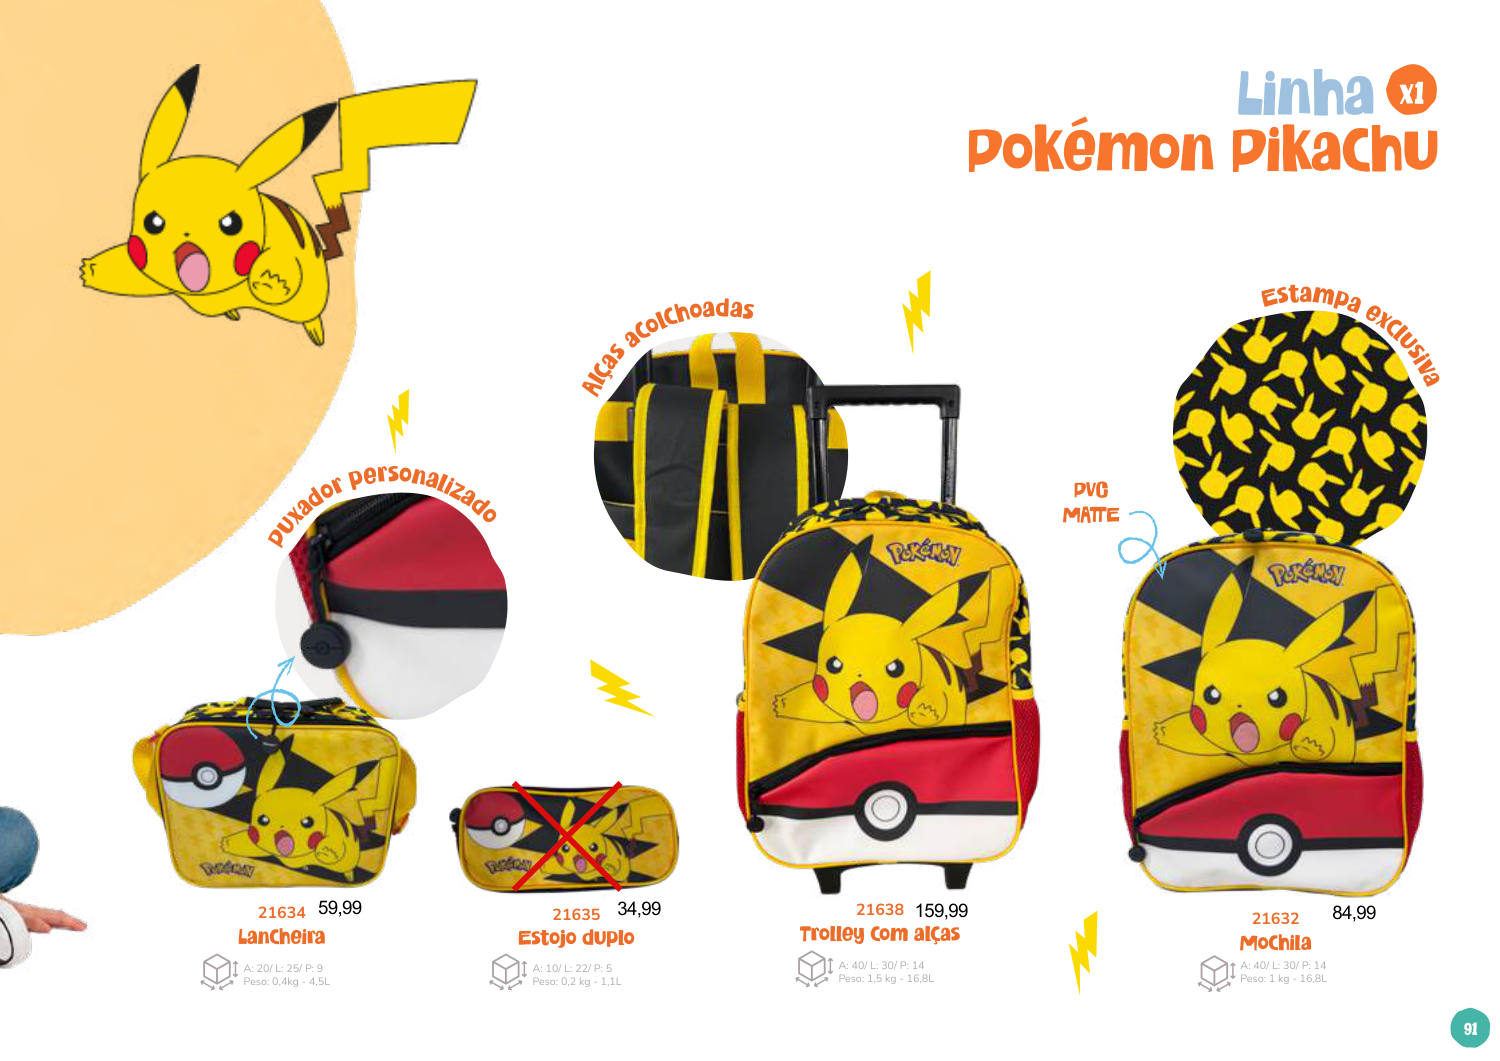 Linha x1
Pokémon Pikachu
Estampa exclusiva
Alças acolchoadas
Puxador personalizado
PVC
MATTE
POKÉMON
POKÉMON
POKÉMON
POKÉMON
21634 59,99
Lancheira
A: 20/ L: 25/ P: 9
Peso: 0,4kg - 4,5L
21635 34,99
Estojo duplo
A: 10/ L: 22/ P: 5
Peso: 0,2 kg - 1,1L
21638 159,99
Trolley com alças
A: 40/ L: 30/ P: 14
Peso: 1,5 kg - 16,8L
21632 84,99
Mochila
A: 40/ L: 30/ P: 14
Peso: 1 kg - 16,8L
91